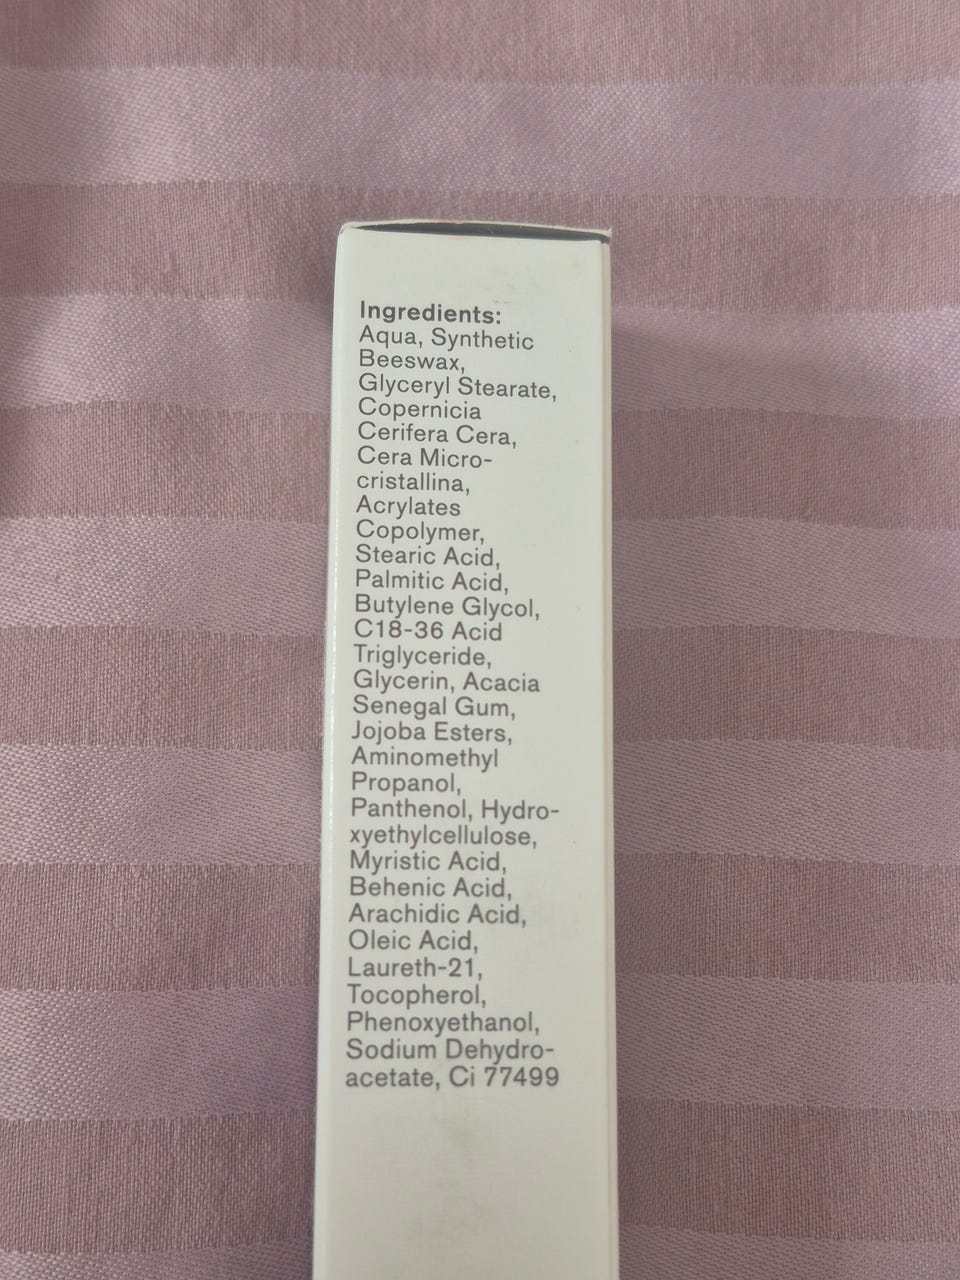 Ingredients:
Aqua, Synthetic
Beeswax,
Glyceryl Stearate,
Copernicia
Cerifera Cera,
Cera Micro-
cristallina,
Acrylates
Copolymer,
Stearic Acid,
Palmitic Acid,
Butylene Glycol,
C18-36 Acid
Triglyceride,
Glycerin, Acacia
Senegal Gum,
Jojoba Esters,
Aminomethyl
Propanol,
Panthenol, Hydro-
xyethylcellulose,
Myristic Acid,
Behenic Acid,
Arachidic Acid,
Oleic Acid,
Laureth-21,
Tocopherol,
Phenoxyethanol,
Sodium Dehydro-
acetate, Ci 77499